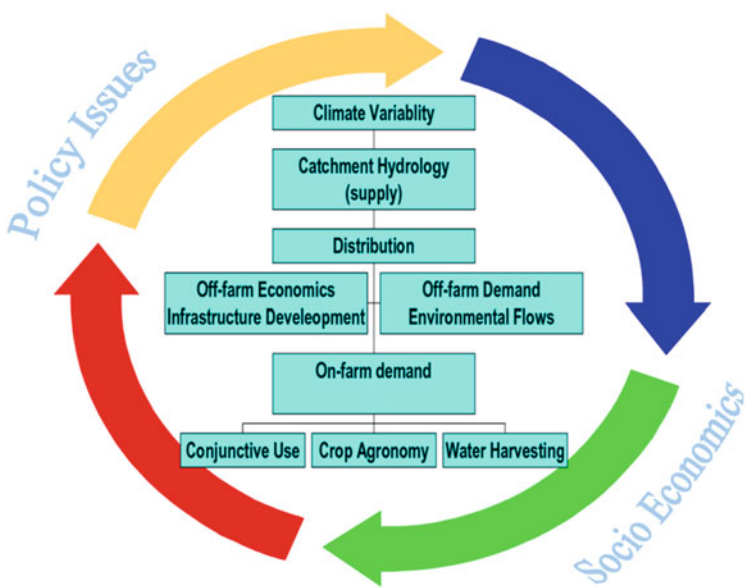 Policy Issues
Climate Variablity
Catchment Hydrology
(supply)
Distribution
Off-farm Economics
Infrastructure Develeopment
Off-farm Demand
Environmental Flows
On-farm demand
Conjunctive Use
Crop Agronomy
Water Harvesting
Socio Economics